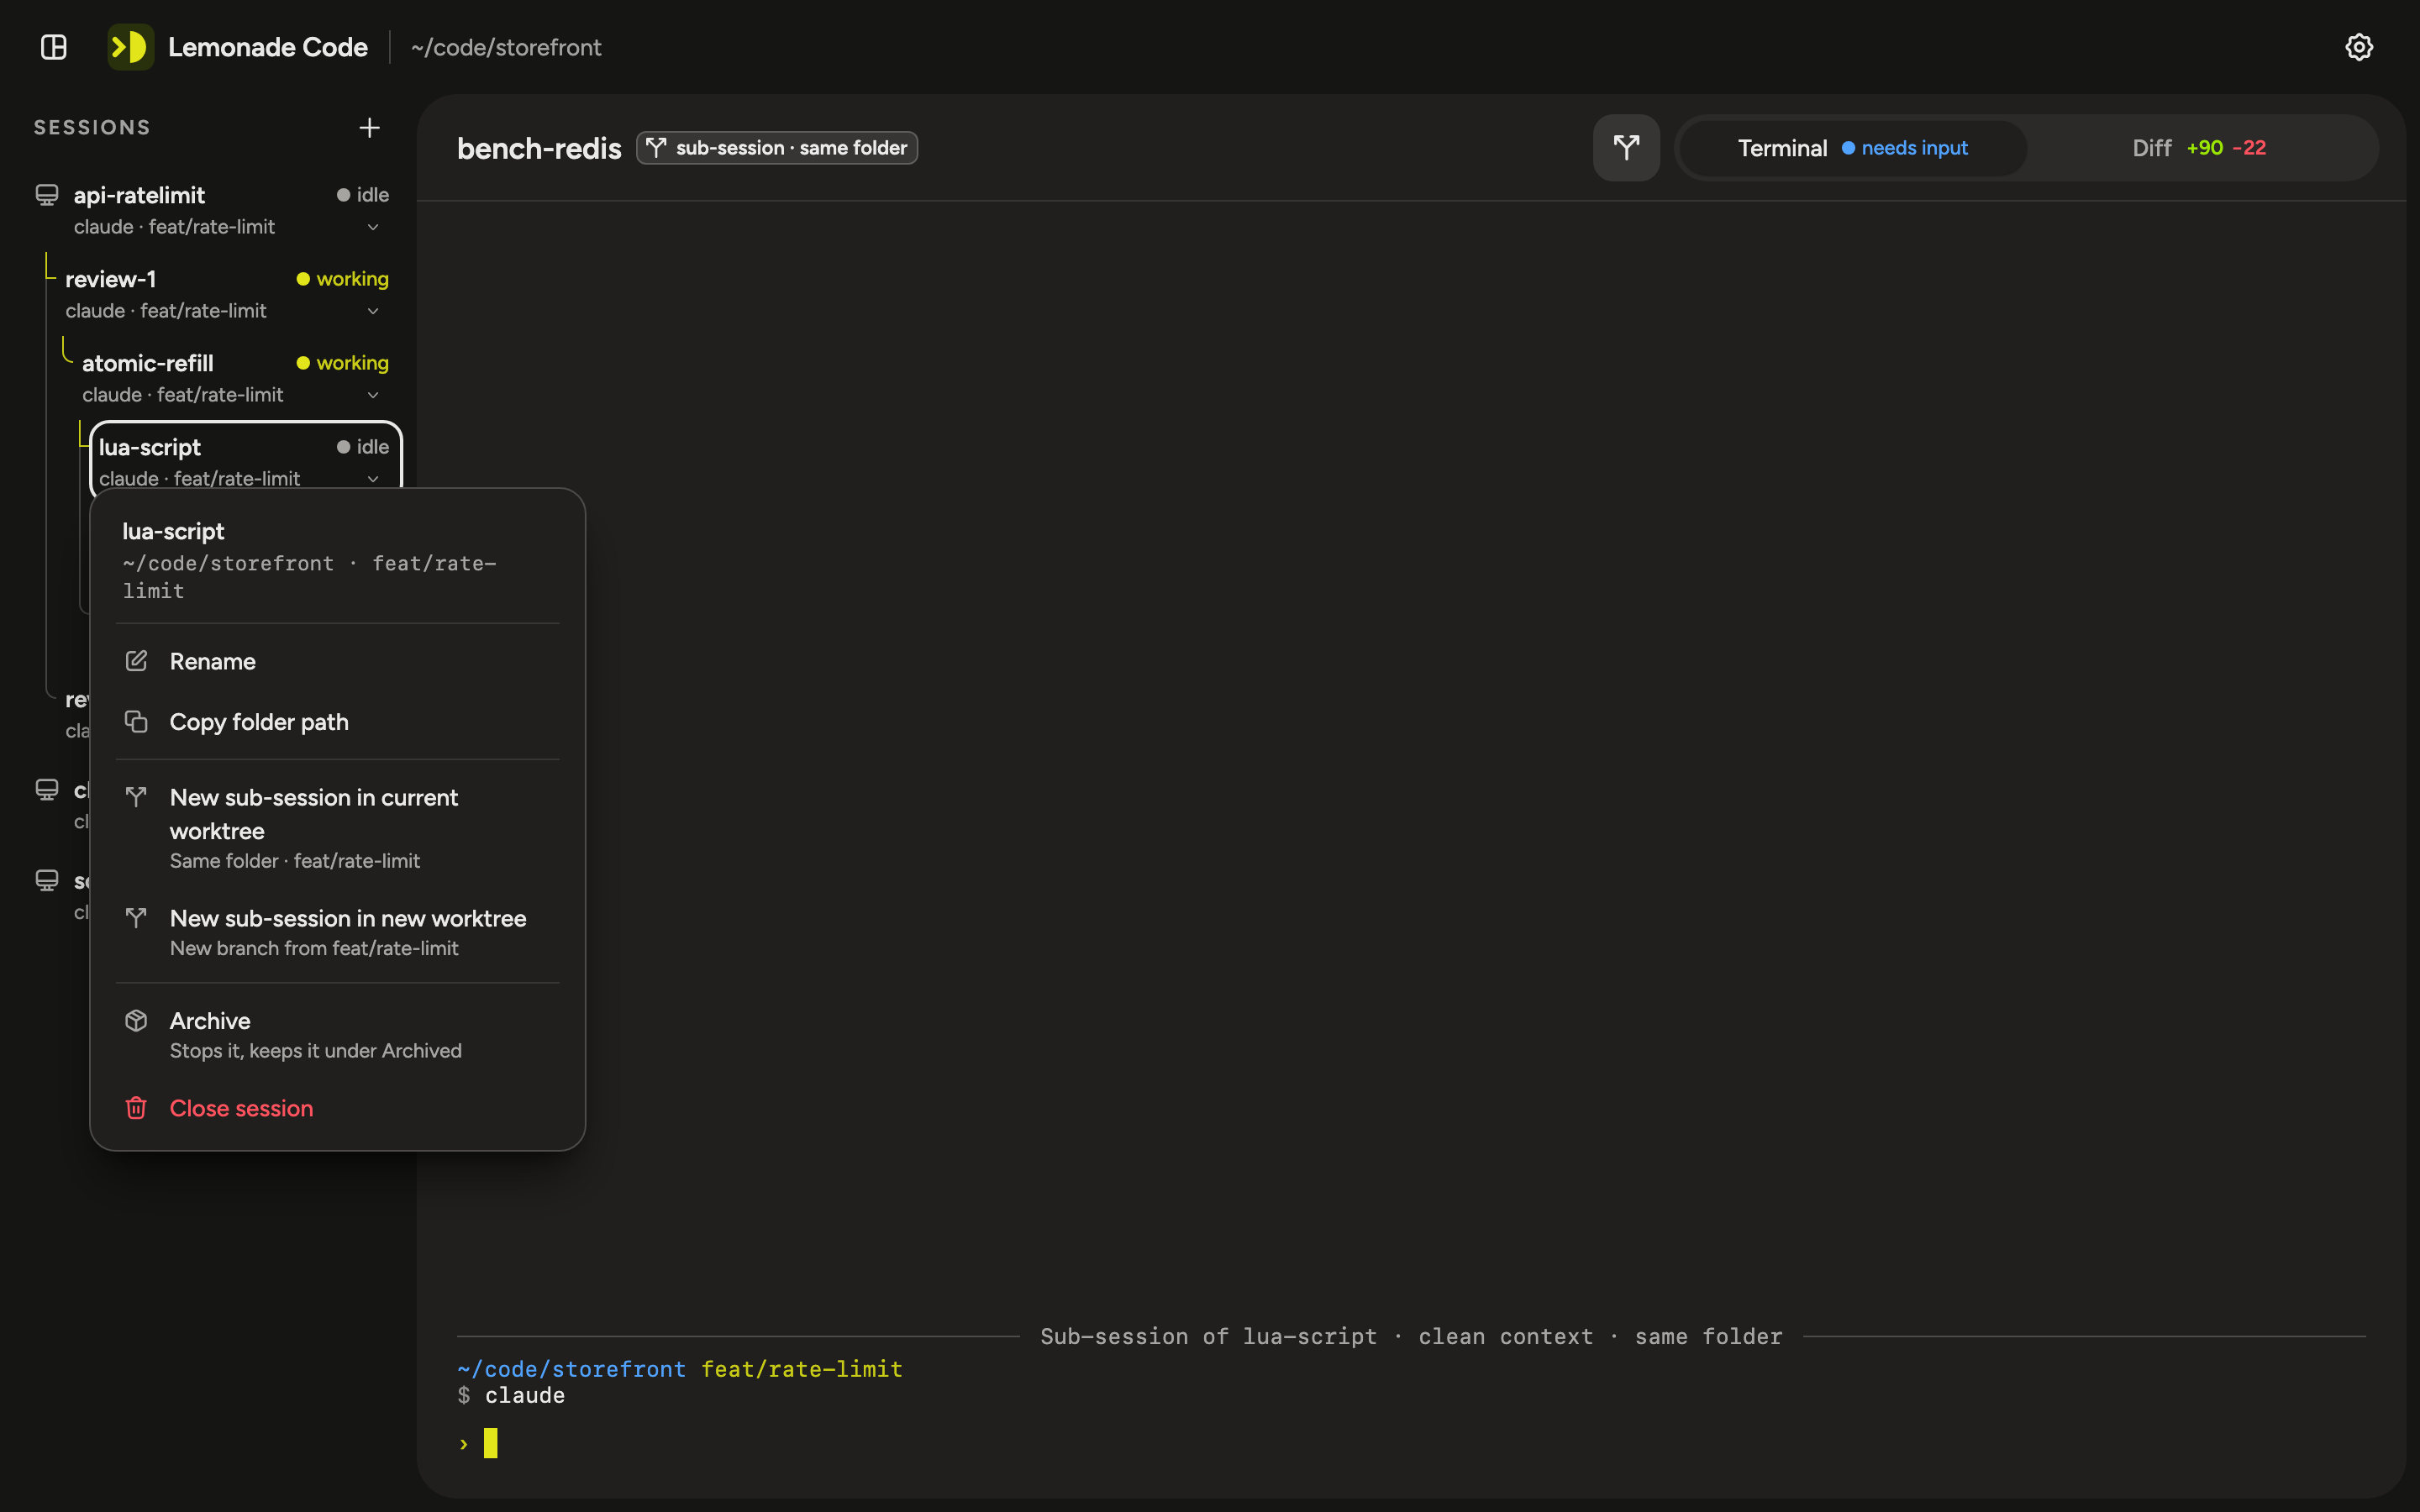 Lemonade Code
~/code/storefront
SESSIONS
api-ratelimit
idle
claude · feat/rate-limit
review-1
working
claude · feat/rate-limit
atomic-refill
working
claude · feat/rate-limit
lua-script
idle
claude · feat/rate-limit
lua-script
~/code/storefront · feat/rate-
limit
Rename
Copy folder path
New sub-session in current
worktree
Same folder · feat/rate-limit
New sub-session in new worktree
New branch from feat/rate-limit
Archive
Stops it, keeps it under Archived
Close session
bench-redis
sub-session · same folder
Terminal
needs input
Diff +90 -22
Sub-session of lua-script · clean context · same folder
~/code/storefront feat/rate-limit
$ claude
›